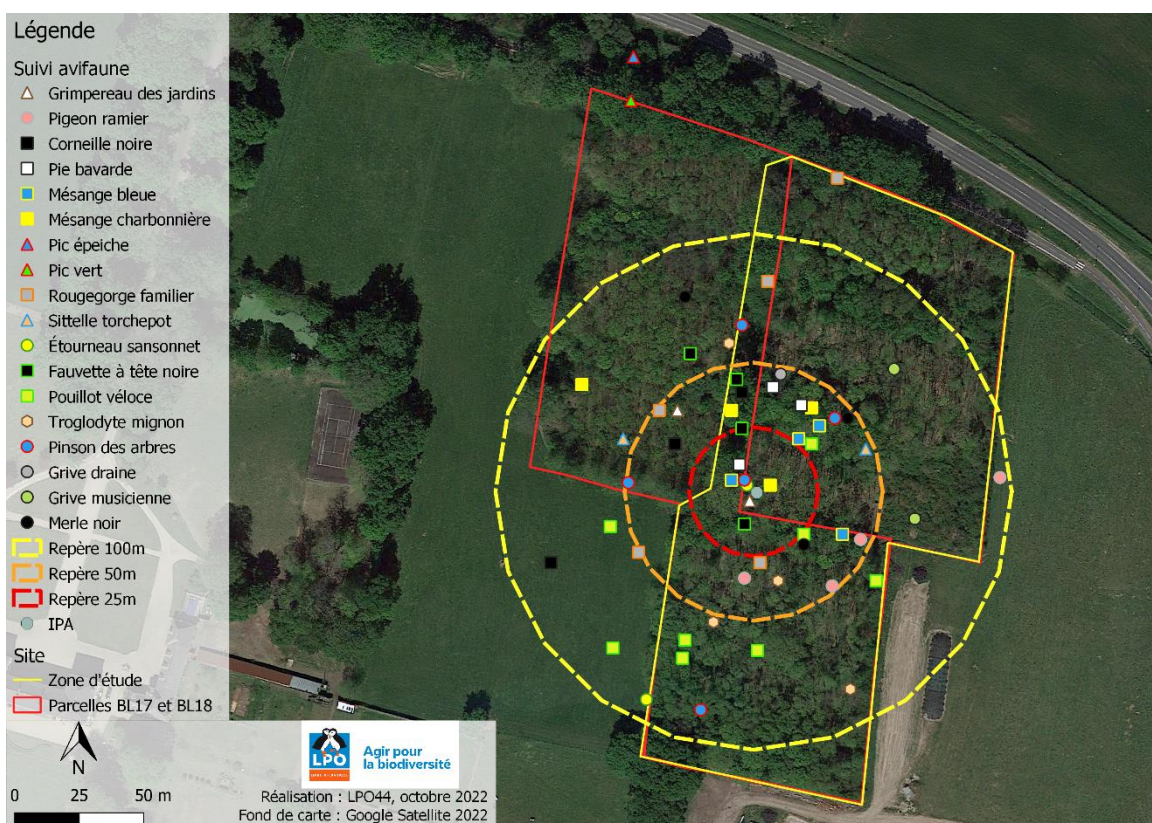 Légende
Suivi avifaune
Grimpereau des jardins
Pigeon ramier
Corneille noire
Pie bavarde
Mésange bleue
Mésange charbonnière
Pic épeiche
Pic vert
Rougegorge familier
Sittelle torchepot
Étourneau sansonnet
Fauvette à tête noire
Pouillot véloce
Troglodyte mignon
Pinson des arbres
Grive draine
Grive musicienne
Merle noir
Repère 100m
Repère 50m
Repère 25m
IPA
Site
Zone d'étude
Parcelles BL17 et BL18
N
0 25 50 m
LPO
Agir pour
la biodiversité
Réalisation : LPO44, octobre 2022
Fond de carte : Google Satellite 2022